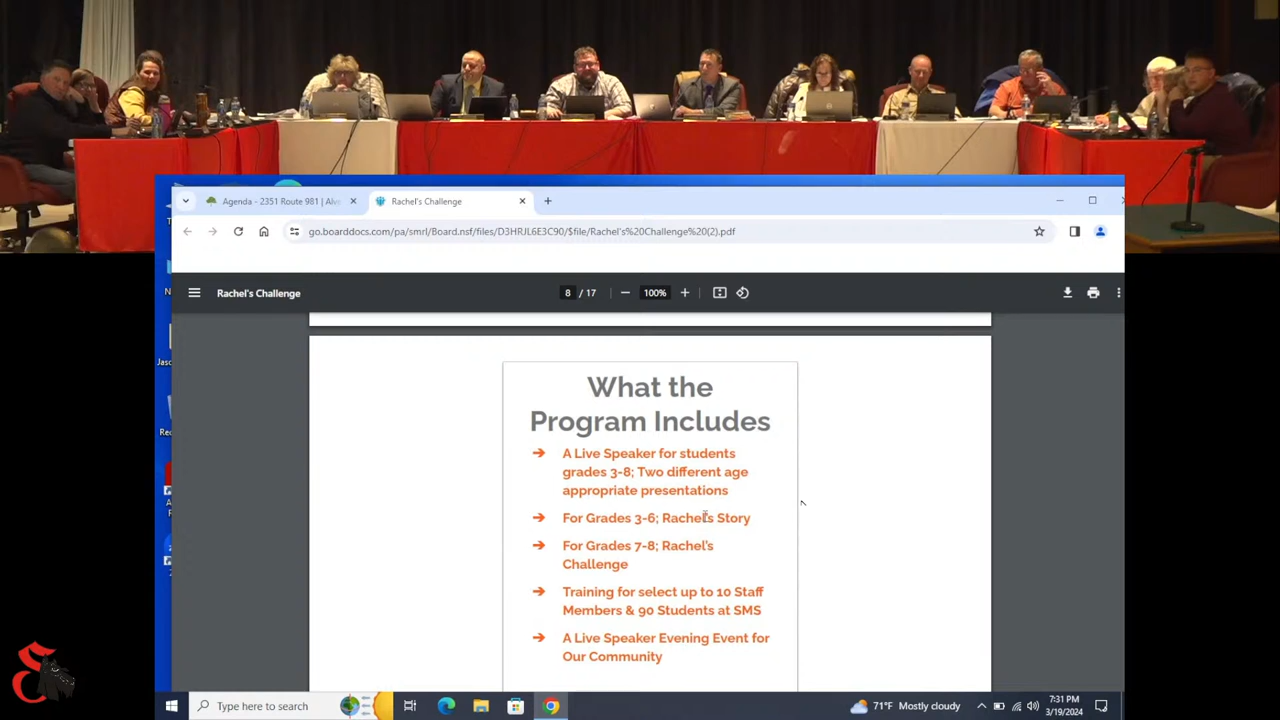 Agenda - 2351 Route 981 | Alv
Rachel's Challenge
go.boarddocs.com/pa/smrl/Board.nsf/files/D3HRJL6E3C90/$file/Rachel's%20Challenge%20(2).pdf
Rachel's Challenge
8 / 17
100%
What the
Program Includes
➔ A Live Speaker for students
grades 3-8; Two different age
appropriate presentations
➔ For Grades 3-6; Rachel's Story
➔ For Grades 7-8; Rachel's
Challenge
➔ Training for select up to 10 Staff
Members & 90 Students at SMS
➔ A Live Speaker Evening Event for
Our Community
Jasc
Rec
Type here to search
71°F Mostly cloudy
7:31 PM
3/19/2024